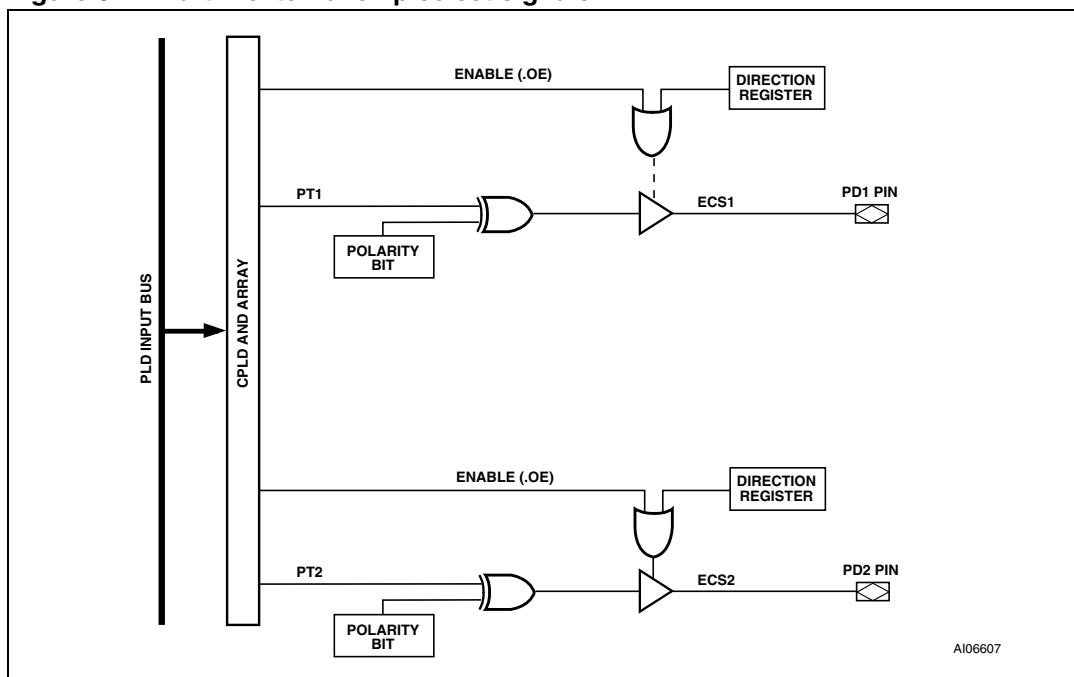 ENABLE (.OE)
DIRECTION
REGISTER
PT1
ECS1
PD1 PIN
POLARITY
BIT
PLD INPUT BUS
CPLD AND ARRAY
ENABLE (.OE)
DIRECTION
REGISTER
PT2
ECS2
PD2 PIN
POLARITY
BIT
AI06607